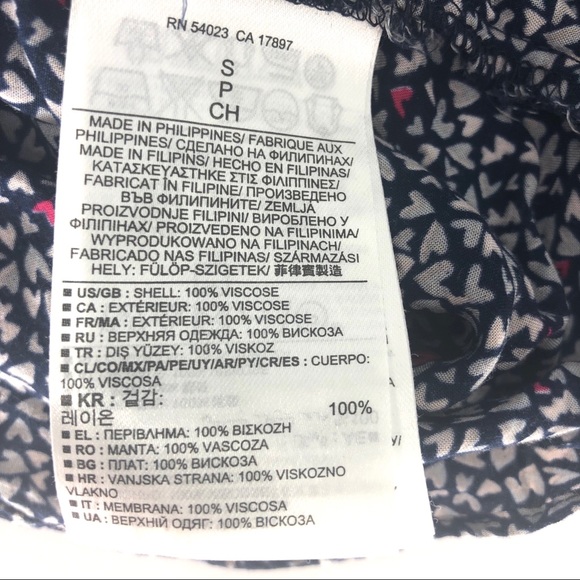 RN 54023 CA 17897
S
P
CH
MADE IN PHILIPPINES/ FABRIQUE AUX
PHILIPPINES/ СДЕЛАНО НА ФИЛИПИНАХ/
MADE IN FILIPINS/ HECHO EN FILIPINAS/
ΚΑΤΑΣΚΕΥΑΣΤΗΚΕ ΣΤΙΣ ΦΙΛΙΠΠΙΝΕΣ/
FABRICAT ÎN FILIPINE/ ПРОИЗВЕДЕНО
ВЪВ ФИЛИПИНИТЕ/ ZEMLJA
PROIZVODNJE FILIPINI/ ВИРОБЛЕНО У
ФІЛІПІНАХ/ PROIZVEDENO NA FILIPINIMA/
WYPRODUKOWANO NA FILIPINACH/
FABRICADO NAS FILIPINAS/ SZÁRMAZÁSI
HELY: FÜLÖP-SZIGETEK/ 菲律賓製造
■ US/GB : SHELL: 100% VISCOSE
■ CA : EXTÉRIEUR: 100% VISCOSE
■ FR/MA : EXTÉRIEUR: 100% VISCOSE
■ RU : ВЕРХНЯЯ ОДЕЖДА: 100% ВИСКОЗА
■ TR : DIŞ YÜZEY: 100% VİSKOZ
■ CL/CO/MX/PA/PE/UY/AR/PY/CR/ES : CUERPO:
100% VISCOSA
■ KR : 겉감:
레이온 100%
■ EL : ΠΕΡΙΒΛΗΜΑ: 100% ΒΙΣΚΟΖΗ
■ RO : MANTA: 100% VASCOZA
■ BG : ПЛАТ: 100% ВИСКОЗА
■ HR : VANJSKA STRANA: 100% VISKOZNO
VLAKNO
■ IT : MEMBRANA: 100% VISCOSA
■ UA : ВЕРХНІЙ ОДЯГ: 100% ВІСКОЗА